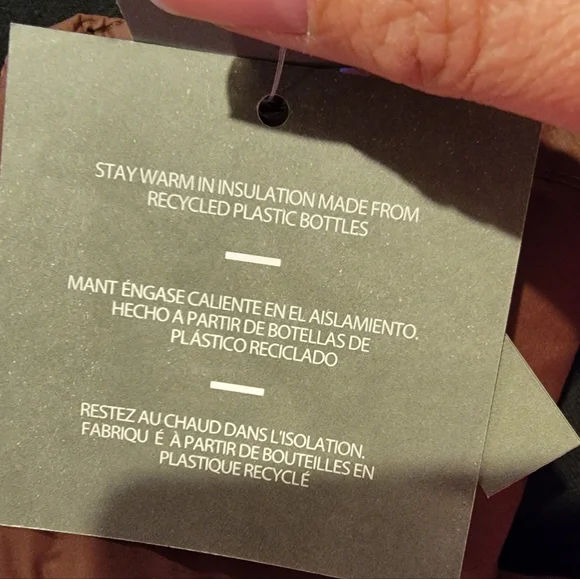 STAY WARM IN INSULATION MADE FROM
RECYCLED PLASTIC BOTTLES
MANT ÉNGASE CALIENTE EN EL AISLAMIENTO.
HECHO A PARTIR DE BOTELLAS DE
PLÁSTICO RECICLADO
RESTEZ AU CHAUD DANS L'ISOLATION.
FABRIQU É À PARTIR DE BOUTEILLES EN
PLASTIQUE RECYCLÉ